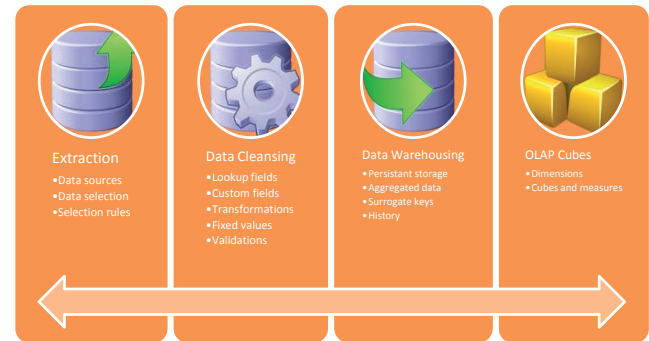 Extraction
•Data sources
•Data selection
•Selection rules
Data Cleansing
•Lookup fields
•Custom fields
•Transformations
•Fixed values
•Validations
Data Warehousing
•Persistant storage
•Aggregated data
•Surrogate keys
•History
OLAP Cubes
•Dimensions
•Cubes and measures